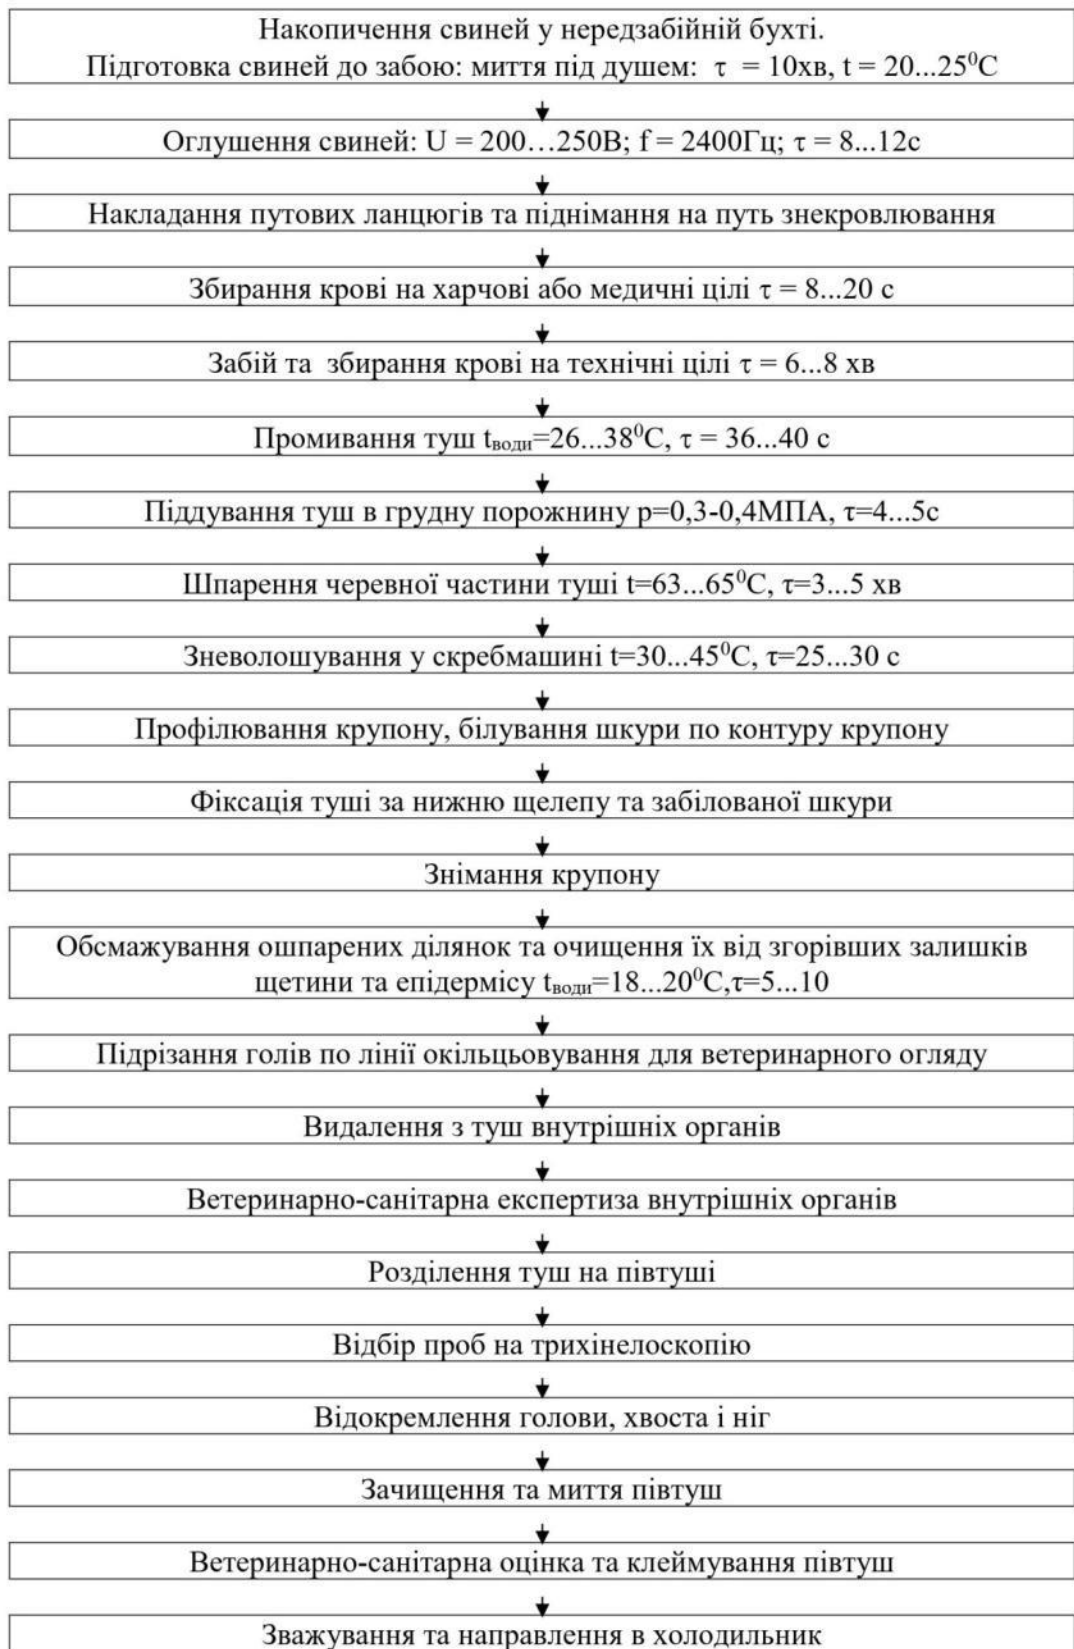 Накопичення свиней у нередзабійній бухті.
Підготовка свиней до забою: миття під душем: τ = 10хв, t = 20...25⁰С
Оглушення свиней: U = 200…250В; f = 2400Гц; τ = 8...12с
Накладання путових ланцюгів та піднімання на путь знекровлювання
Збирання крові на харчові або медичні цілі τ = 8...20 с
Забій та збирання крові на технічні цілі τ = 6...8 хв
Промивання туш tводи=26...38⁰С, τ = 36...40 с
Піддування туш в грудну порожнину р=0,3-0,4МПА, τ=4...5с
Шпарення черевної частини туші t=63...65⁰С, τ=3...5 хв
Зневолошування у скребмашині t=30...45⁰С, τ=25...30 с
Профілювання крупону, білування шкури по контуру крупону
Фіксація туші за нижню щелепу та забілованої шкури
Знімання крупону
Обсмажування ошпарених ділянок та очищення їх від згорівших залишків
щетини та епідермісу tводи=18...20⁰С,τ=5...10
Підрізання голів по лінії окільцьовування для ветеринарного огляду
Видалення з туш внутрішніх органів
Ветеринарно-санітарна експертиза внутрішніх органів
Розділення туш на півтуші
Відбір проб на трихінелоскопію
Відокремлення голови, хвоста і ніг
Зачищення та миття півтуш
Ветеринарно-санітарна оцінка та клеймування півтуш
Зважування та направлення в холодильник